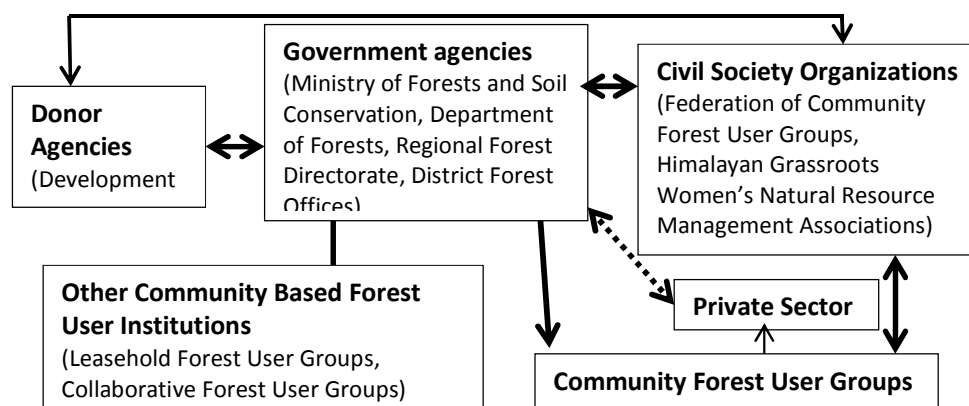 Government agencies
(Ministry of Forests and Soil
Conservation, Department
of Forests, Regional Forest
Directorate, District Forest
Offices)
Civil Society Organizations
(Federation of Community
Forest User Groups,
Himalayan Grassroots
Women’s Natural Resource
Management Associations)
Donor
Agencies
(Development
Other Community Based Forest
User Institutions
(Leasehold Forest User Groups,
Collaborative Forest User Groups)
Private Sector
Community Forest User Groups